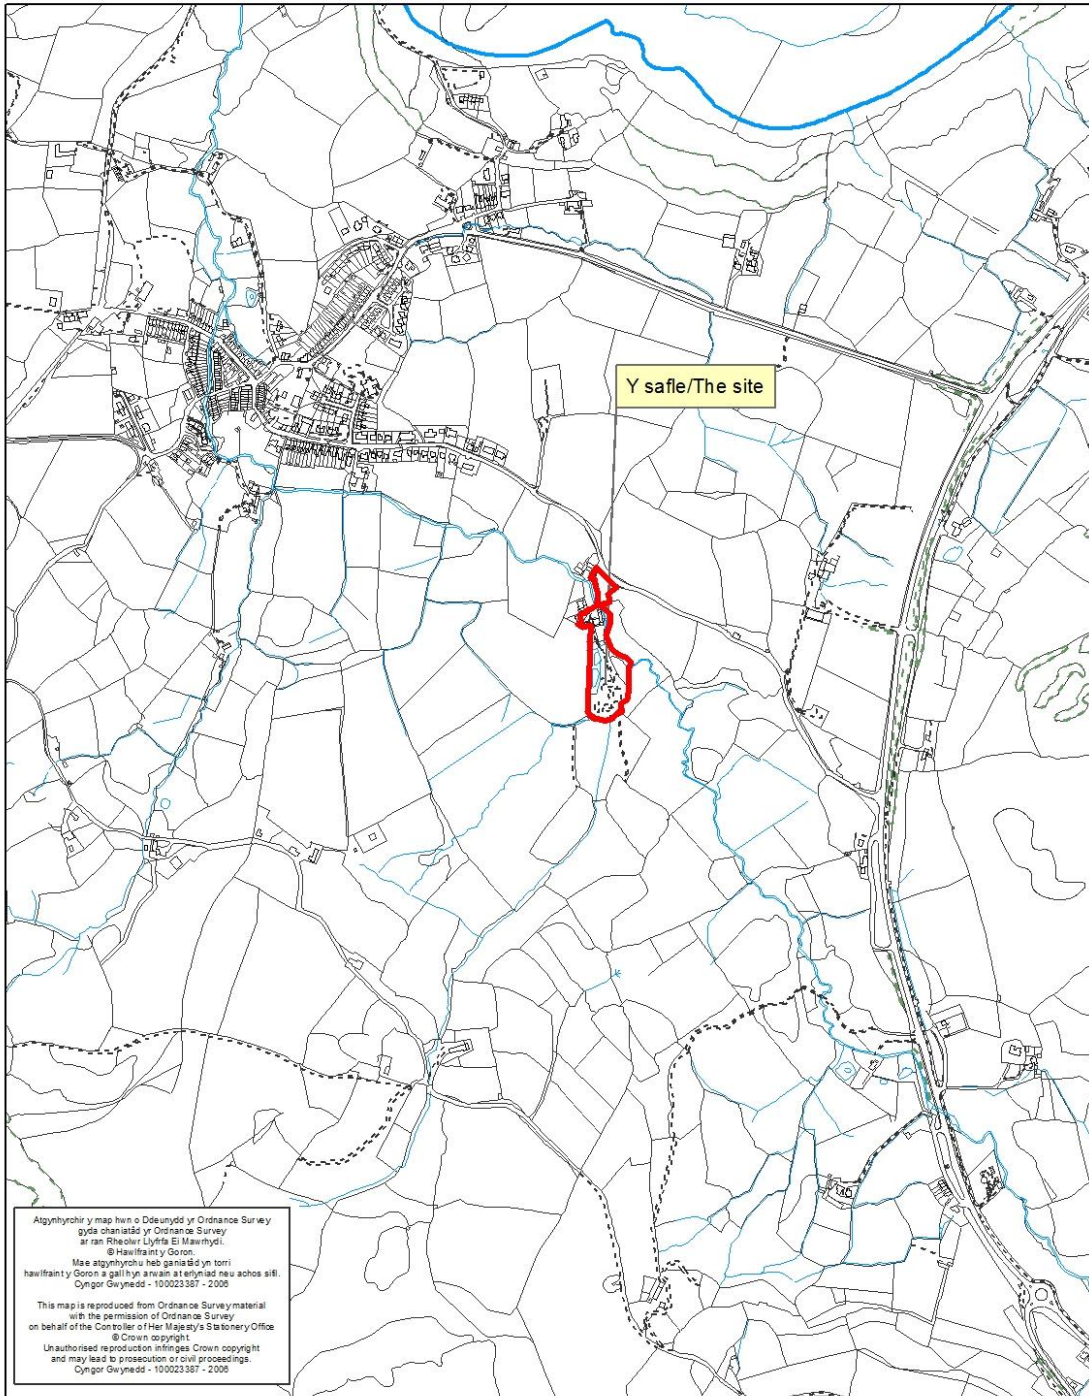 Y safle/The site
Atgynhyrchir y map hwn o Ddeunydd yr Ordnance Survey
gyda chaniatâd yr Ordnance Survey
ar ran Rheolwr Llyfrfa Ei Mawrhydi.
© Hawlfraint y Goron.
Mae atgynhyrchu heb ganiatâd yn torri
hawlfraint y Goron a gall hyn arwain at erlyniad neu achos sifil.
Cyngor Gwynedd - 100023387 - 2006
This map is reproduced from Ordnance Survey material
with the permission of Ordnance Survey
on behalf of the Controller of Her Majesty's Stationery Office
© Crown copyright.
Unauthorised reproduction infringes Crown copyright
and may lead to prosecution or civil proceedings.
Cyngor Gwynedd - 100023387 - 2006